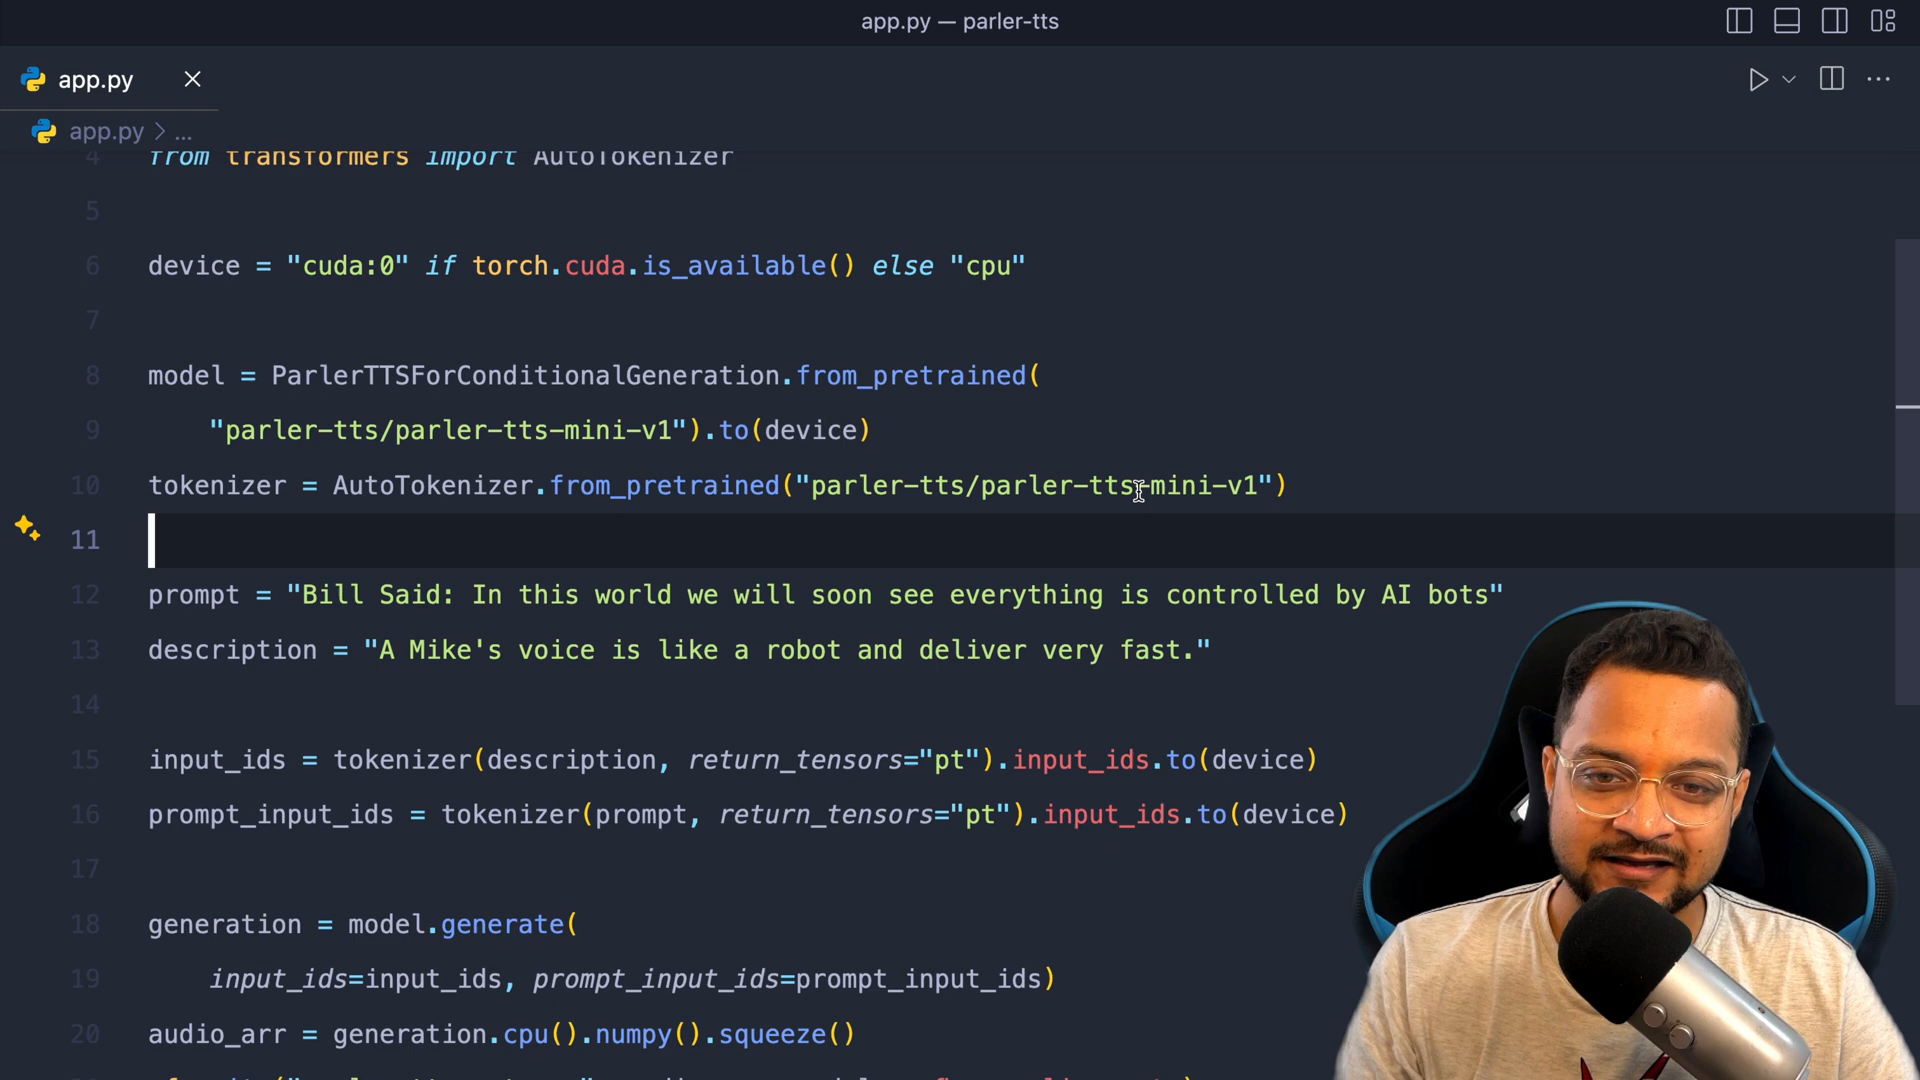 app.py — parler-tts
app.py
app.py > ...
4 from transformers import AutoTokenizer
5
6 device = "cuda:0" if torch.cuda.is_available() else "cpu"
7
8 model = ParlerTTSForConditionalGeneration.from_pretrained(
9 "parler-tts/parler-tts-mini-v1").to(device)
10 tokenizer = AutoTokenizer.from_pretrained("parler-tts/parler-tts-mini-v1")
11
12 prompt = "Bill Said: In this world we will soon see everything is controlled by AI bots"
13 description = "A Mike's voice is like a robot and deliver very fast."
14
15 input_ids = tokenizer(description, return_tensors="pt").input_ids.to(device)
16 prompt_input_ids = tokenizer(prompt, return_tensors="pt").input_ids.to(device)
17
18 generation = model.generate(
19 input_ids=input_ids, prompt_input_ids=prompt_input_ids)
20 audio_arr = generation.cpu().numpy().squeeze()